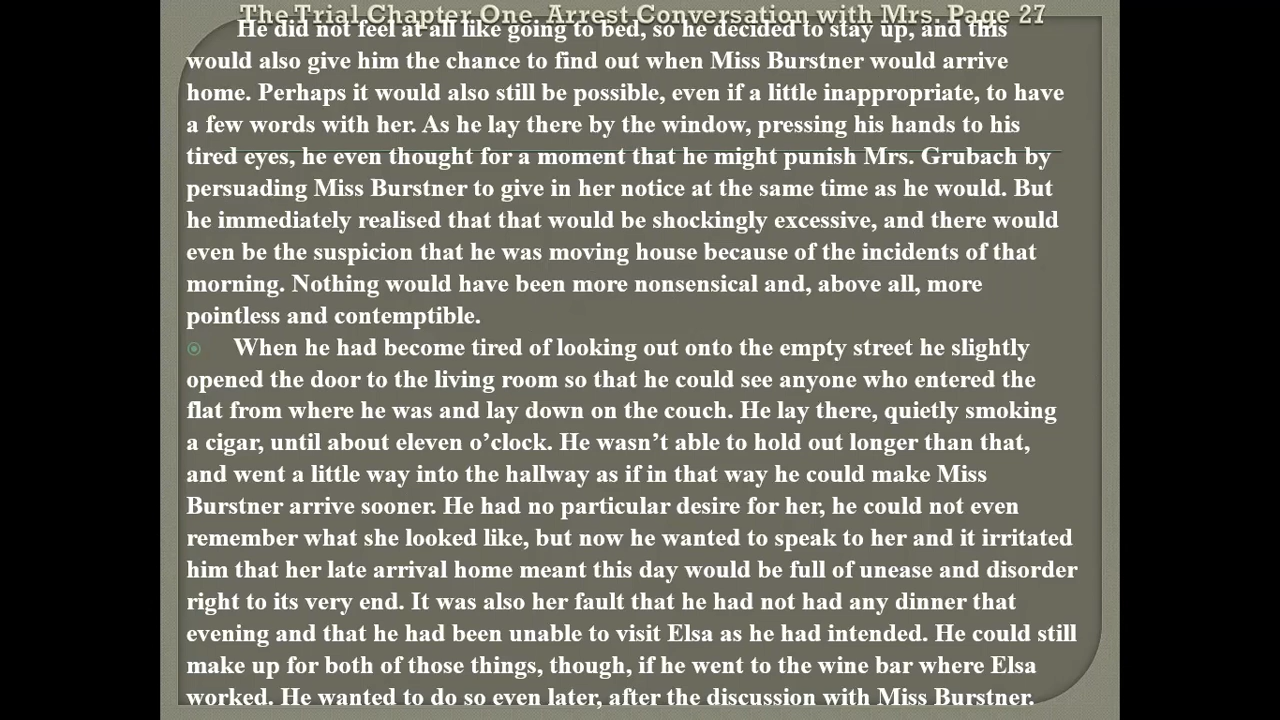 The Trial Chapter One. Arrest Conversation with Mrs. Page 27
He did not feel at all like going to bed, so he decided to stay up, and this
would also give him the chance to find out when Miss Burstner would arrive
home. Perhaps it would also still be possible, even if a little inappropriate, to have
a few words with her. As he lay there by the window, pressing his hands to his
tired eyes, he even thought for a moment that he might punish Mrs. Grubach by
persuading Miss Burstner to give in her notice at the same time as he would. But
he immediately realised that that would be shockingly excessive, and there would
even be the suspicion that he was moving house because of the incidents of that
morning. Nothing would have been more nonsensical and, above all, more
pointless and contemptible.
When he had become tired of looking out onto the empty street he slightly
opened the door to the living room so that he could see anyone who entered the
flat from where he was and lay down on the couch. He lay there, quietly smoking
a cigar, until about eleven o’clock. He wasn’t able to hold out longer than that,
and went a little way into the hallway as if in that way he could make Miss
Burstner arrive sooner. He had no particular desire for her, he could not even
remember what she looked like, but now he wanted to speak to her and it irritated
him that her late arrival home meant this day would be full of unease and disorder
right to its very end. It was also her fault that he had not had any dinner that
evening and that he had been unable to visit Elsa as he had intended. He could still
make up for both of those things, though, if he went to the wine bar where Elsa
worked. He wanted to do so even later, after the discussion with Miss Burstner.